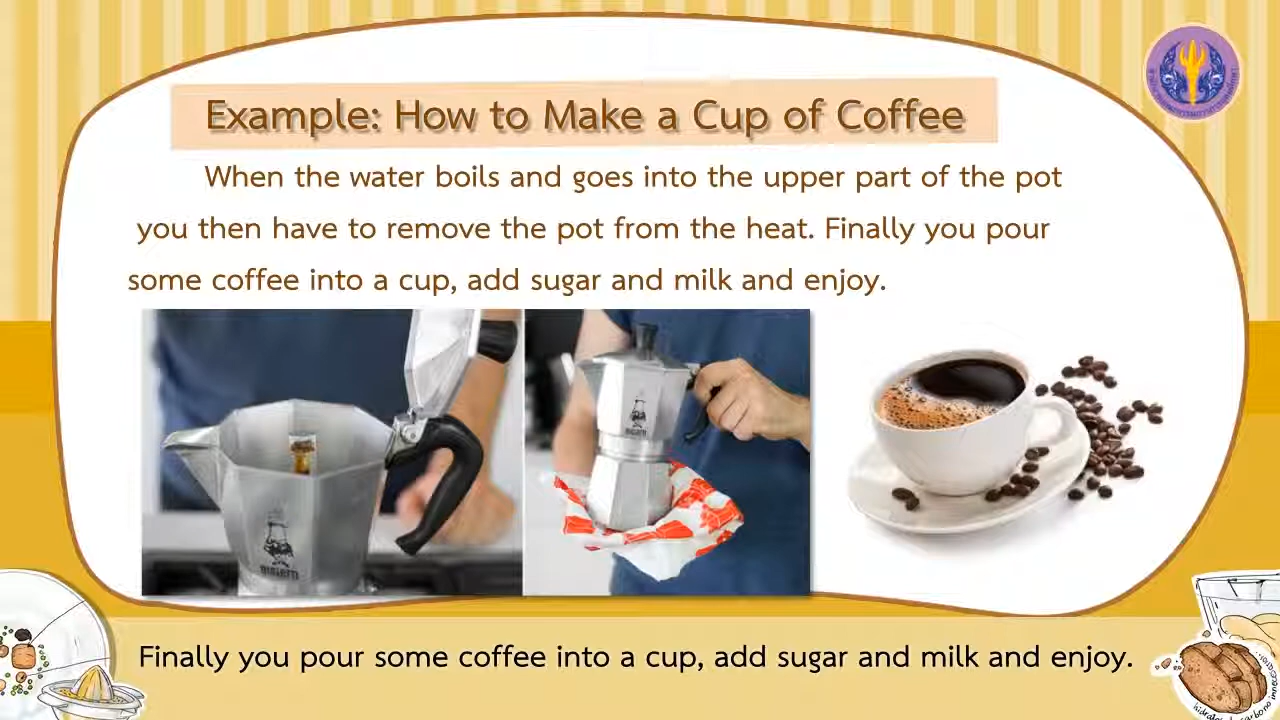 Example: How to Make a Cup of Coffee
When the water boils and goes into the upper part of the pot
you then have to remove the pot from the heat. Finally you pour
some coffee into a cup, add sugar and milk and enjoy.
BIALETTI
Finally you pour some coffee into a cup, add sugar and milk and enjoy.